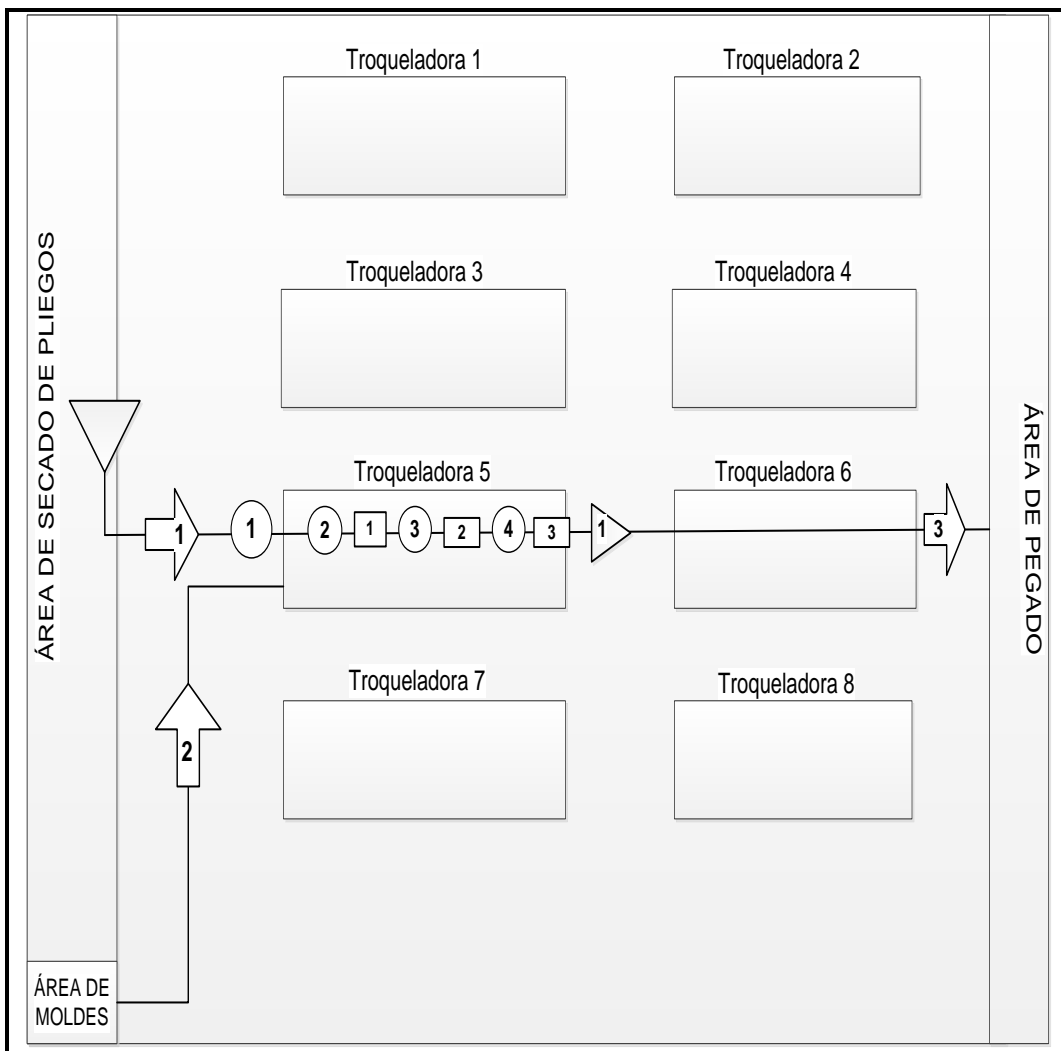 Troqueladora 1
Troqueladora 2
Troqueladora 3
Troqueladora 4
ÁREA DE SECADO DE PLIEGOS
ÁREA DE PEGADO
Troqueladora 5
Troqueladora 6
1
1
2
1
3
2
4
3
1
3
Troqueladora 7
Troqueladora 8
2
ÁREA DE
MOLDES